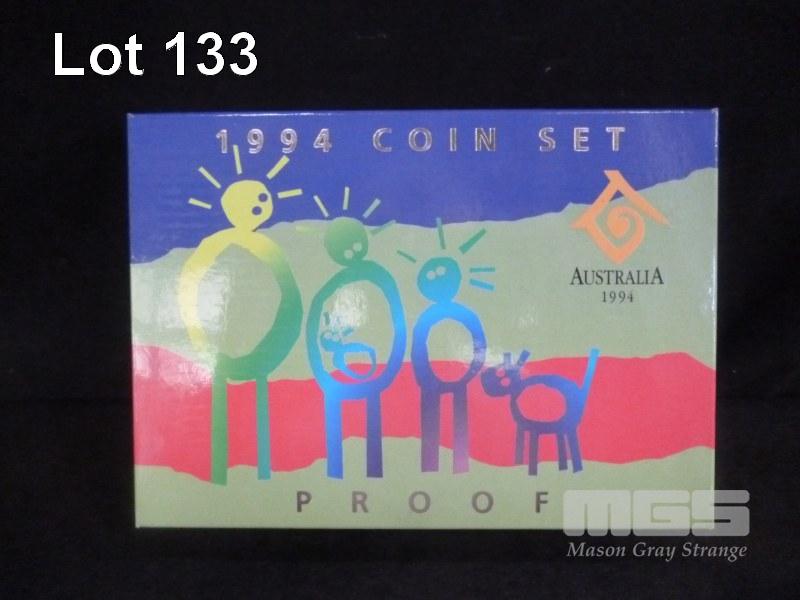 Lot 133
1994 COIN SET
AUSTRALIA
1994
PROOF
MGS
Mason Gray Strange